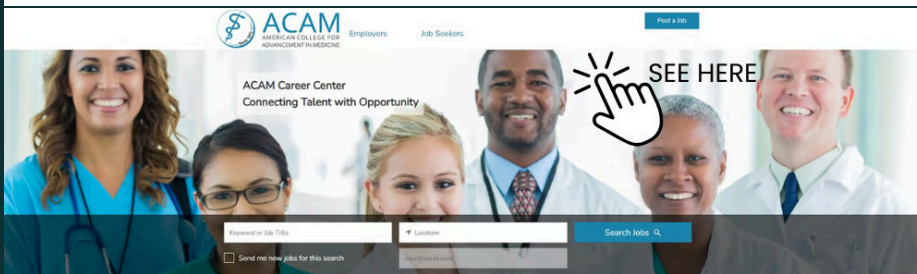 ACAM
AMERICAN COLLEGE FOR
ADVANCEMENT IN MEDICINE
Employers
Job Seekers
Post a Job
SEE HERE
ACAM Career Center
Connecting Talent with Opportunity
Keyword or Job Title
Location
Search Jobs
Send me new jobs for this search